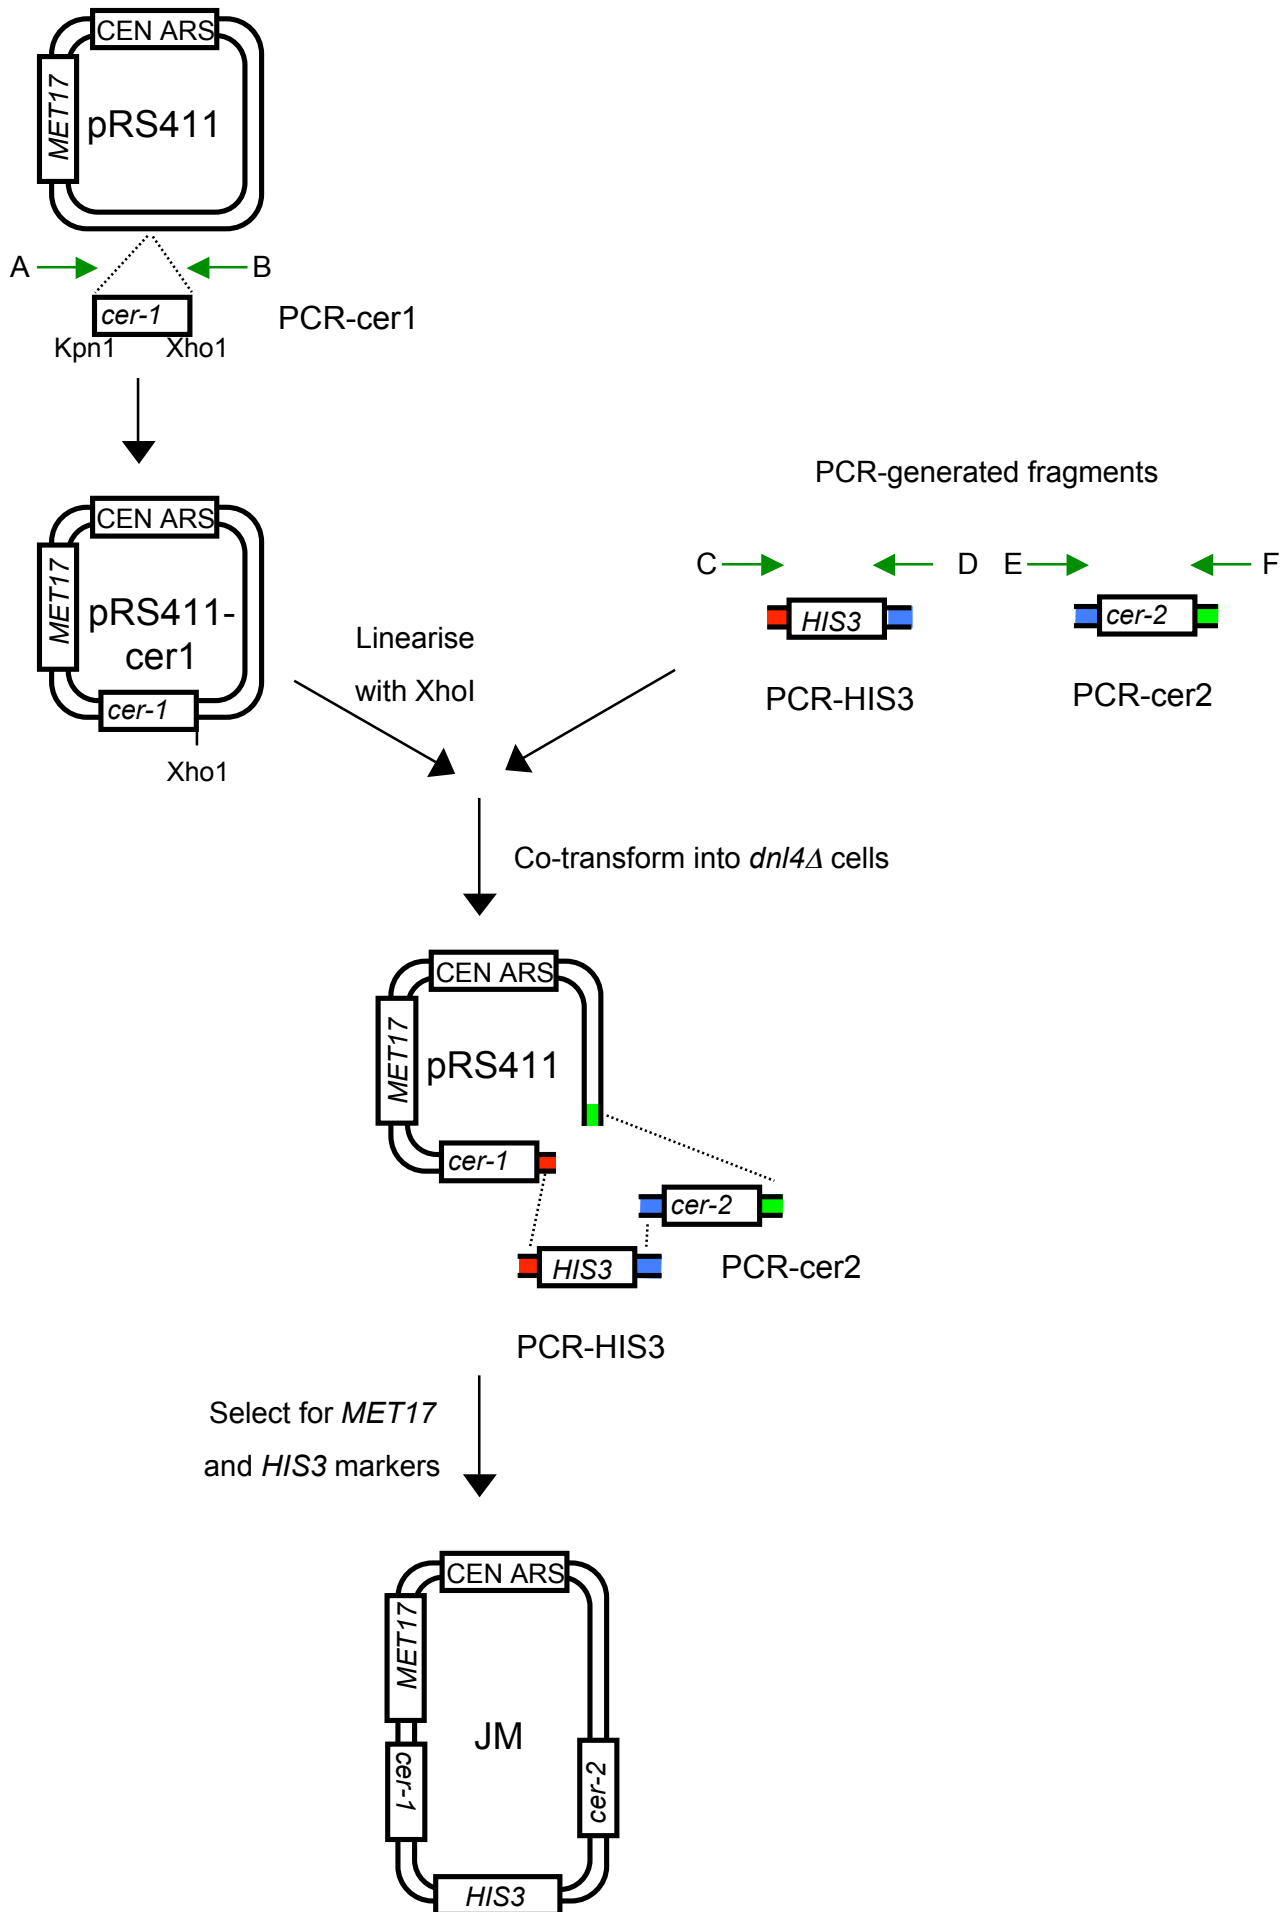 CEN ARS
MET17
pRS411
A
B
cer-1
PCR-cer1
Kpn1
Xho1
PCR-generated fragments
CEN ARS
MET17
pRS411-
cer1
cer-1
Xho1
Linearise
with XhoI
C
D
E
F
HIS3
cer-2
PCR-HIS3
PCR-cer2
Co-transform into dnl4Δ cells
CEN ARS
MET17
pRS411
cer-1
cer-2
HIS3
PCR-cer2
PCR-HIS3
Select for MET17
and HIS3 markers
CEN ARS
MET17
JM
cer-1
cer-2
HIS3